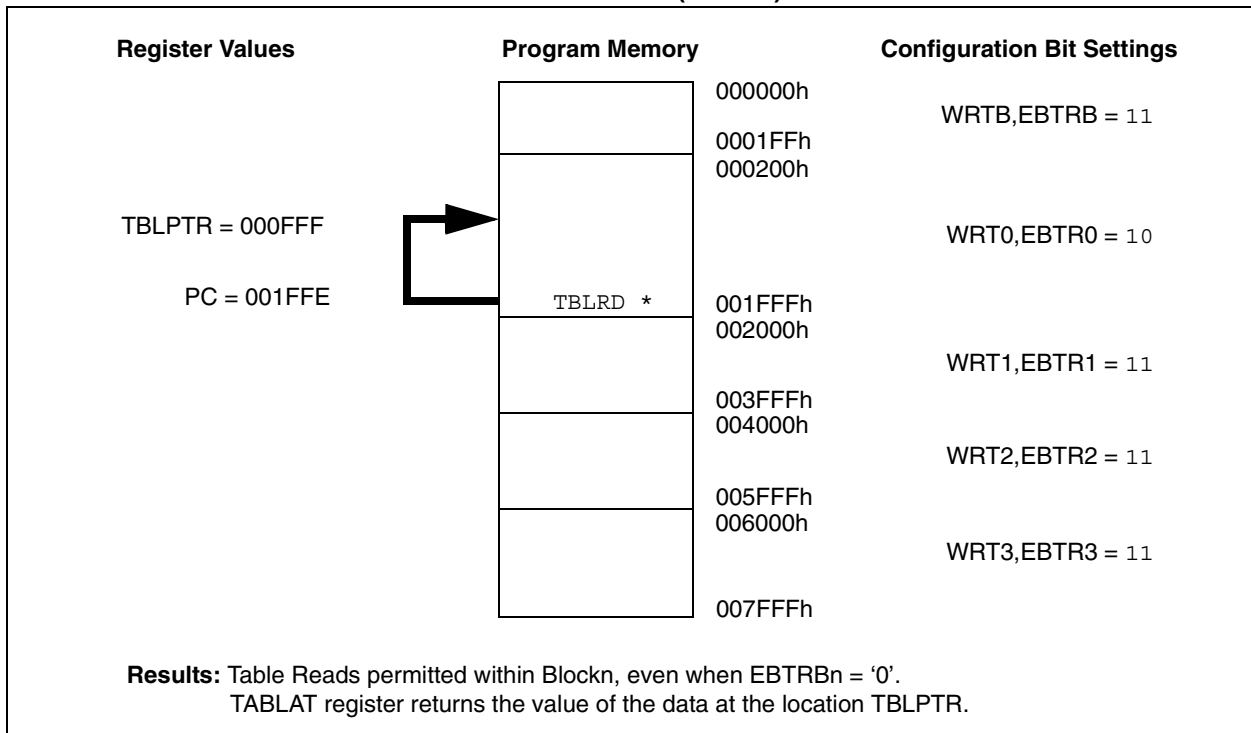 Register Values Program Memory Configuration Bit Settings
000000h
WRTB,EBTRB = 11
0001FFh
000200h
TBLPTR = 000FFF
WRT0,EBTR0 = 10
PC = 001FFE
TBLRD *
001FFFh
002000h
WRT1,EBTR1 = 11
003FFFh
004000h
WRT2,EBTR2 = 11
005FFFh
006000h
WRT3,EBTR3 = 11
007FFFh
Results: Table Reads permitted within Blockn, even when EBTRBn = ‘0’.
TABLAT register returns the value of the data at the location TBLPTR.